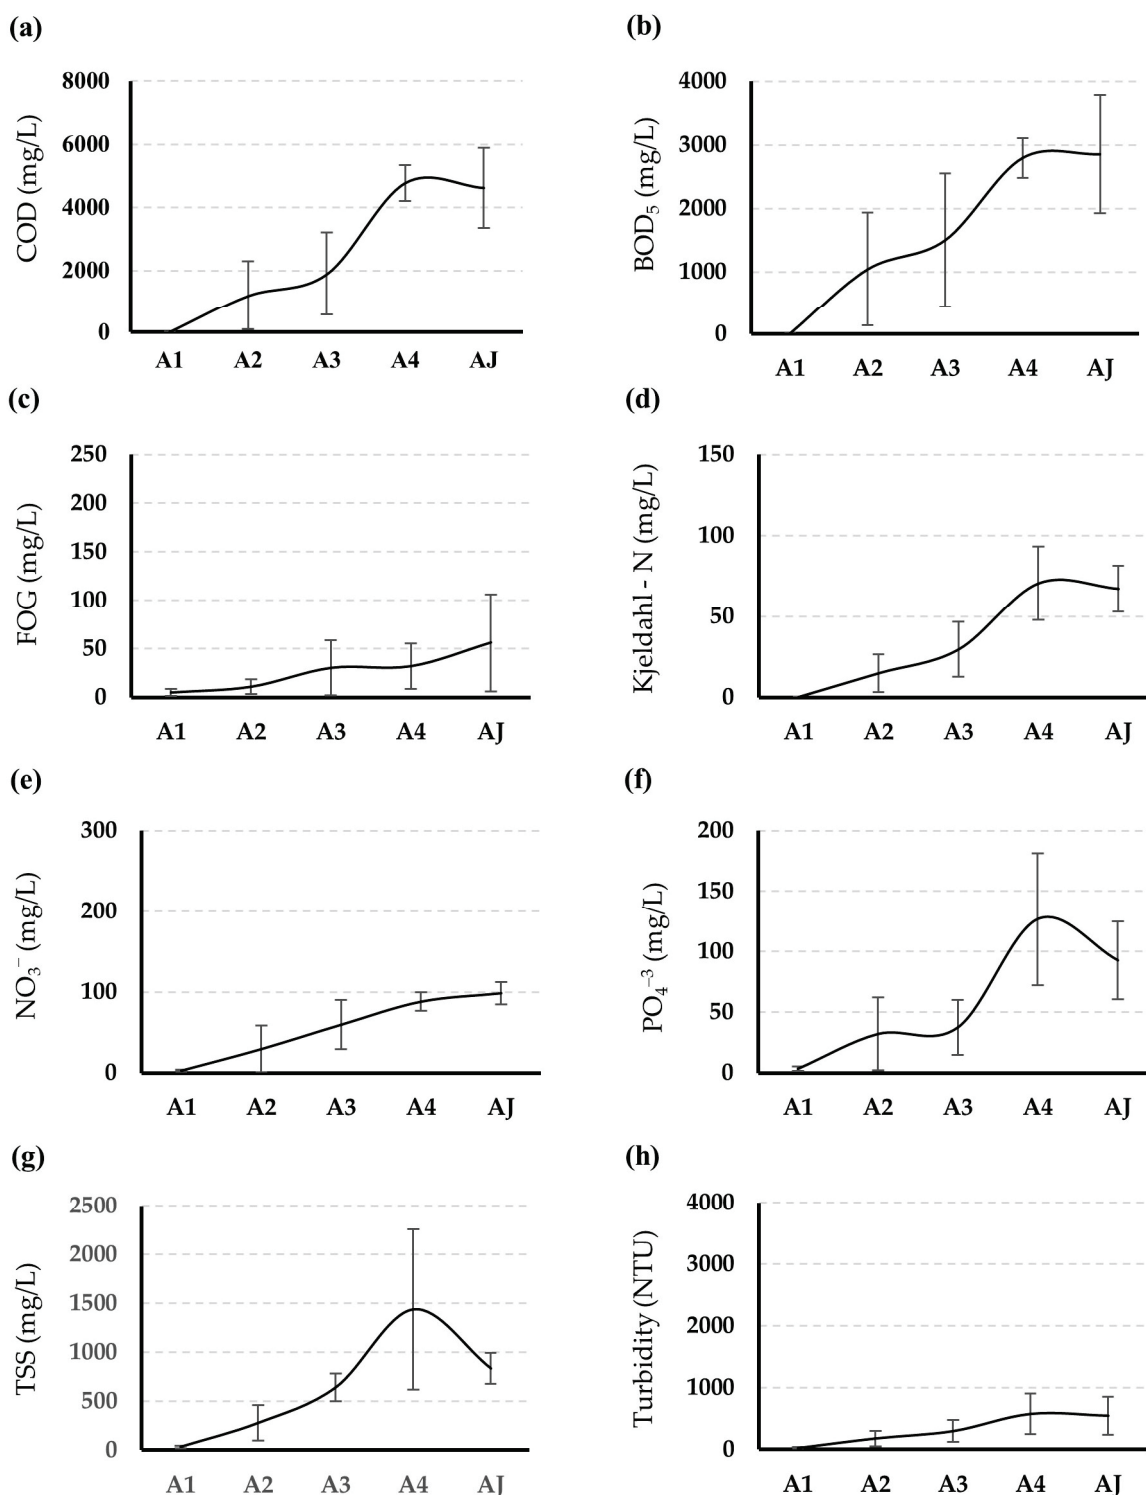 (a)
COD (mg/L)
8000
6000
4000
2000
0
A1 A2 A3 A4 AJ
(b)
BOD₅ (mg/L)
4000
3000
2000
1000
0
A1 A2 A3 A4 AJ
(c)
FOG (mg/L)
250
200
150
100
50
0
A1 A2 A3 A4 AJ
(d)
Kjeldahl - N (mg/L)
150
100
50
0
A1 A2 A3 A4 AJ
(e)
NO₃⁻ (mg/L)
300
200
100
0
A1 A2 A3 A4 AJ
(f)
PO₄⁻³ (mg/L)
200
150
100
50
0
A1 A2 A3 A4 AJ
(g)
TSS (mg/L)
2500
2000
1500
1000
500
0
A1 A2 A3 A4 AJ
(h)
Turbidity (NTU)
4000
3000
2000
1000
0
A1 A2 A3 A4 AJ